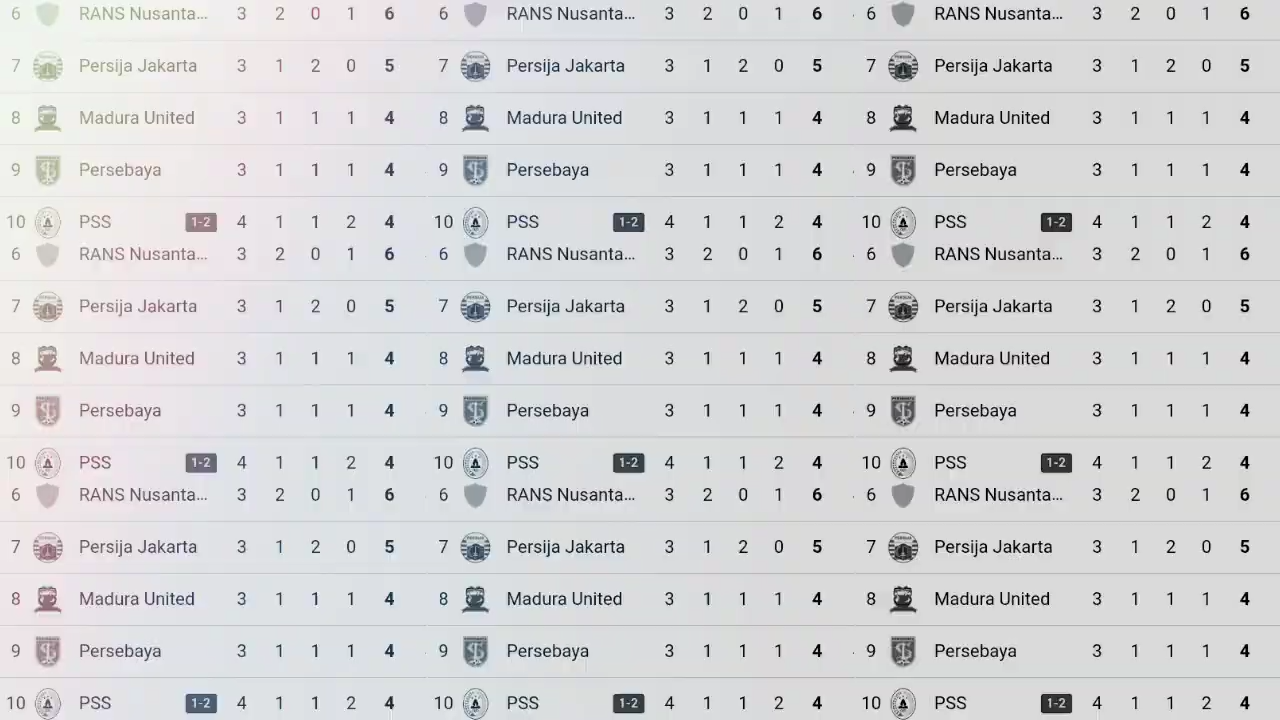 6 RANS Nusanta... 3 2 0 1 6 6 RANS Nusanta... 3 2 0 1 6 6 RANS Nusanta... 3 2 0 1 6
7 Persija Jakarta 3 1 2 0 5 7 Persija Jakarta 3 1 2 0 5 7 Persija Jakarta 3 1 2 0 5
8 Madura United 3 1 1 1 4 8 Madura United 3 1 1 1 4 8 Madura United 3 1 1 1 4
9 Persebaya 3 1 1 1 4 9 Persebaya 3 1 1 1 4 9 Persebaya 3 1 1 1 4
10 PSS 1-2 4 1 1 2 4 10 PSS 1-2 4 1 1 2 4 10 PSS 1-2 4 1 1 2 4
6 RANS Nusanta... 3 2 0 1 6 6 RANS Nusanta... 3 2 0 1 6 6 RANS Nusanta... 3 2 0 1 6
7 Persija Jakarta 3 1 2 0 5 7 Persija Jakarta 3 1 2 0 5 7 Persija Jakarta 3 1 2 0 5
8 Madura United 3 1 1 1 4 8 Madura United 3 1 1 1 4 8 Madura United 3 1 1 1 4
9 Persebaya 3 1 1 1 4 9 Persebaya 3 1 1 1 4 9 Persebaya 3 1 1 1 4
10 PSS 1-2 4 1 1 2 4 10 PSS 1-2 4 1 1 2 4 10 PSS 1-2 4 1 1 2 4
6 RANS Nusanta... 3 2 0 1 6 6 RANS Nusanta... 3 2 0 1 6 6 RANS Nusanta... 3 2 0 1 6
7 Persija Jakarta 3 1 2 0 5 7 Persija Jakarta 3 1 2 0 5 7 Persija Jakarta 3 1 2 0 5
8 Madura United 3 1 1 1 4 8 Madura United 3 1 1 1 4 8 Madura United 3 1 1 1 4
9 Persebaya 3 1 1 1 4 9 Persebaya 3 1 1 1 4 9 Persebaya 3 1 1 1 4
10 PSS 1-2 4 1 1 2 4 10 PSS 1-2 4 1 1 2 4 10 PSS 1-2 4 1 1 2 4